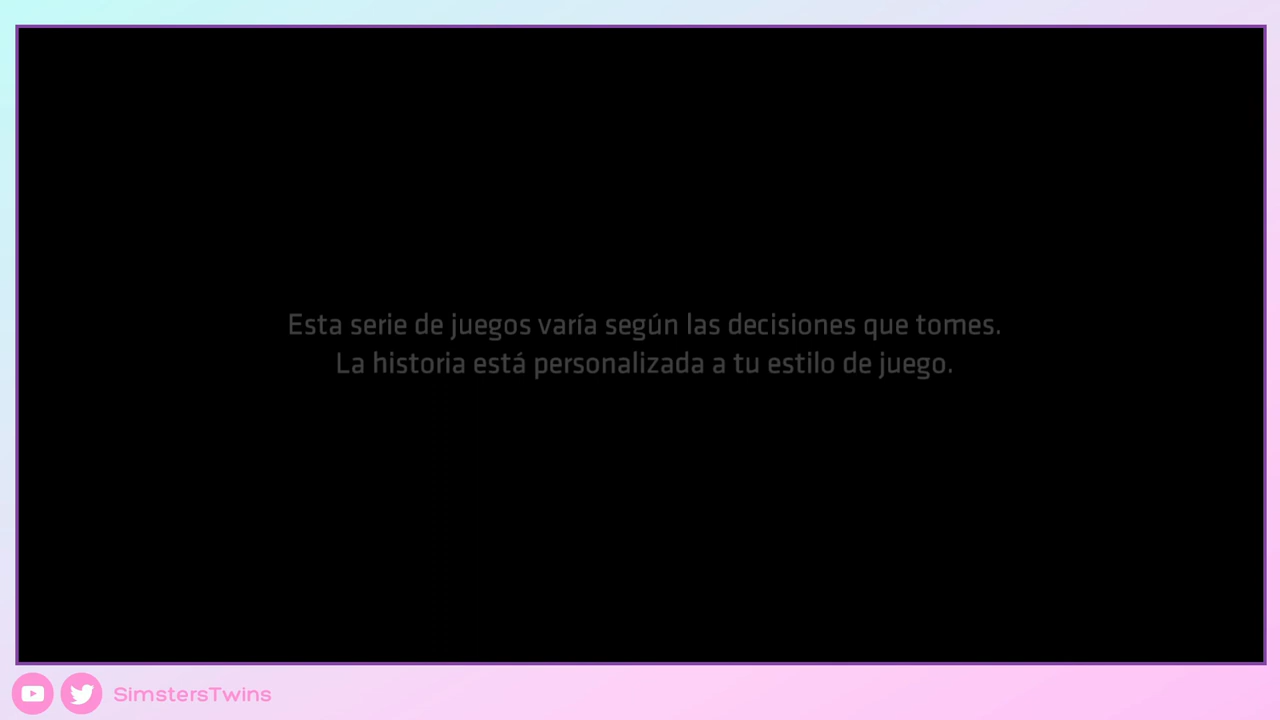 Esta serie de juegos varía según las decisiones que tomes.
La historia está personalizada a tu estilo de juego.
SimstersTwins